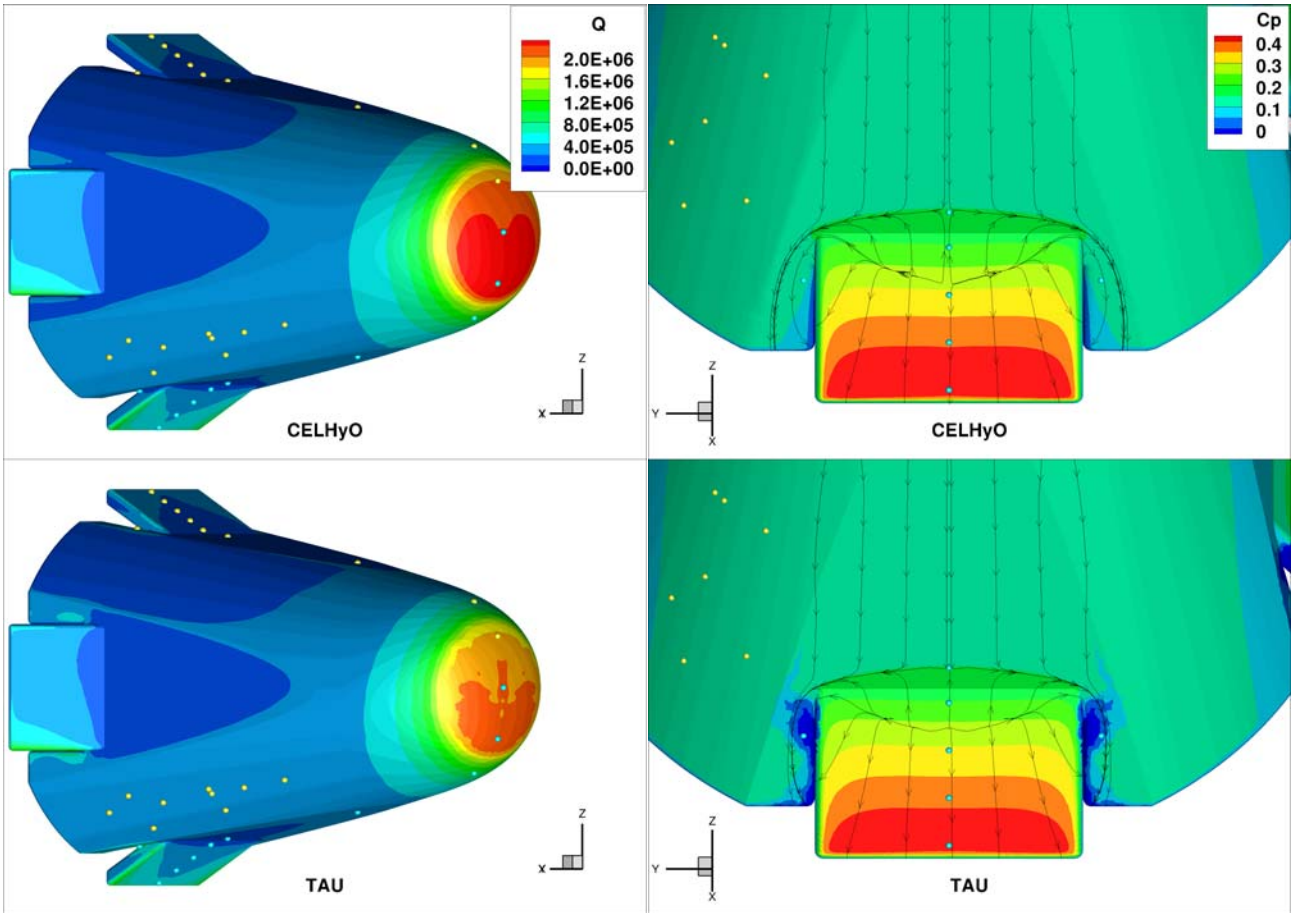 Q
2.0E+06
1.6E+06
1.2E+06
8.0E+05
4.0E+05
0.0E+00
Z
X
CELHyO
Cp
0.4
0.3
0.2
0.1
0
Z
Y
X
CELHyO
Z
X
TAU
Z
Y
X
TAU